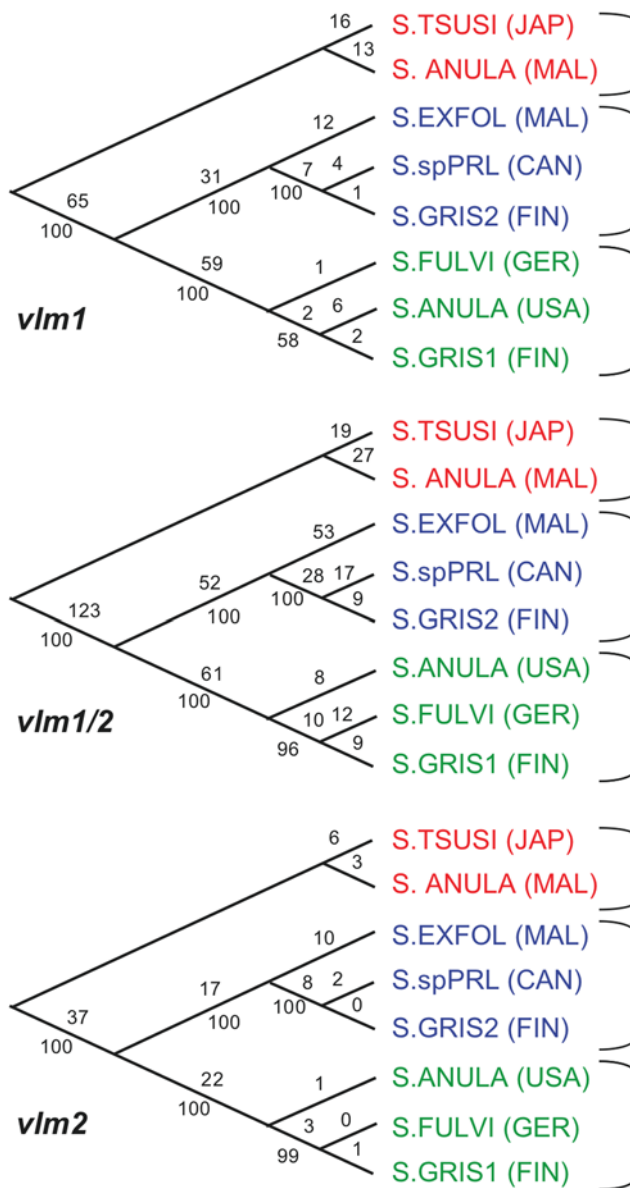 16 S.TSUSI (JAP)
13
S. ANULA (MAL)
12 S.EXFOL (MAL)
31 7 4 S.spPRL (CAN)
65 100 100 1
100 S.GRIS2 (FIN)
59 1 S.FULVI (GER)
100 2 6 S.ANULA (USA)
vlm1 58 2
S.GRIS1 (FIN)
19 S.TSUSI (JAP)
27
S. ANULA (MAL)
53 S.EXFOL (MAL)
52 28 17 S.spPRL (CAN)
123 100 100 9
100 S.GRIS2 (FIN)
61 8 S.ANULA (USA)
100 10 12 S.FULVI (GER)
vlm1/2 96 9
S.GRIS1 (FIN)
6 S.TSUSI (JAP)
3
S. ANULA (MAL)
10 S.EXFOL (MAL)
17 8 2 S.spPRL (CAN)
37 100 100 0
100 S.GRIS2 (FIN)
22 1 S.ANULA (USA)
100 3 0 S.FULVI (GER)
vlm2 99 1
S.GRIS1 (FIN)